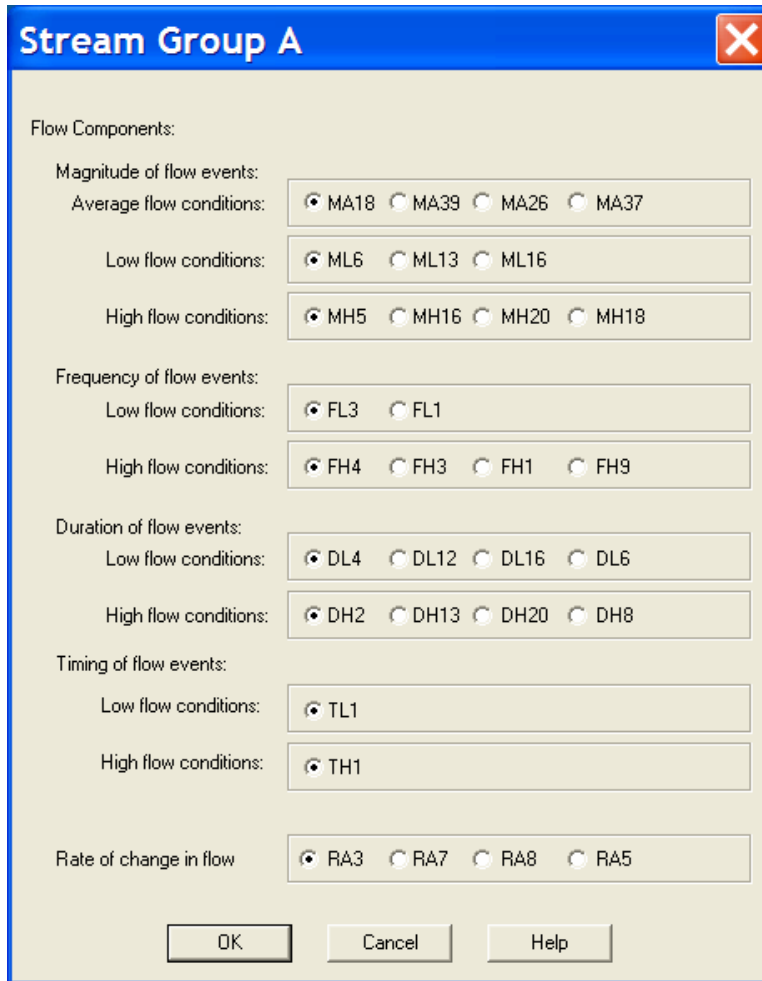 Stream Group A
Flow Components:
Magnitude of flow events:
Average flow conditions: MA18 MA39 MA26 MA37
Low flow conditions: ML6 ML13 ML16
High flow conditions: MH5 MH16 MH20 MH18
Frequency of flow events:
Low flow conditions: FL3 FL1
High flow conditions: FH4 FH3 FH1 FH9
Duration of flow events:
Low flow conditions: DL4 DL12 DL16 DL6
High flow conditions: DH2 DH13 DH20 DH8
Timing of flow events:
Low flow conditions: TL1
High flow conditions: TH1
Rate of change in flow RA3 RA7 RA8 RA5
OK Cancel Help